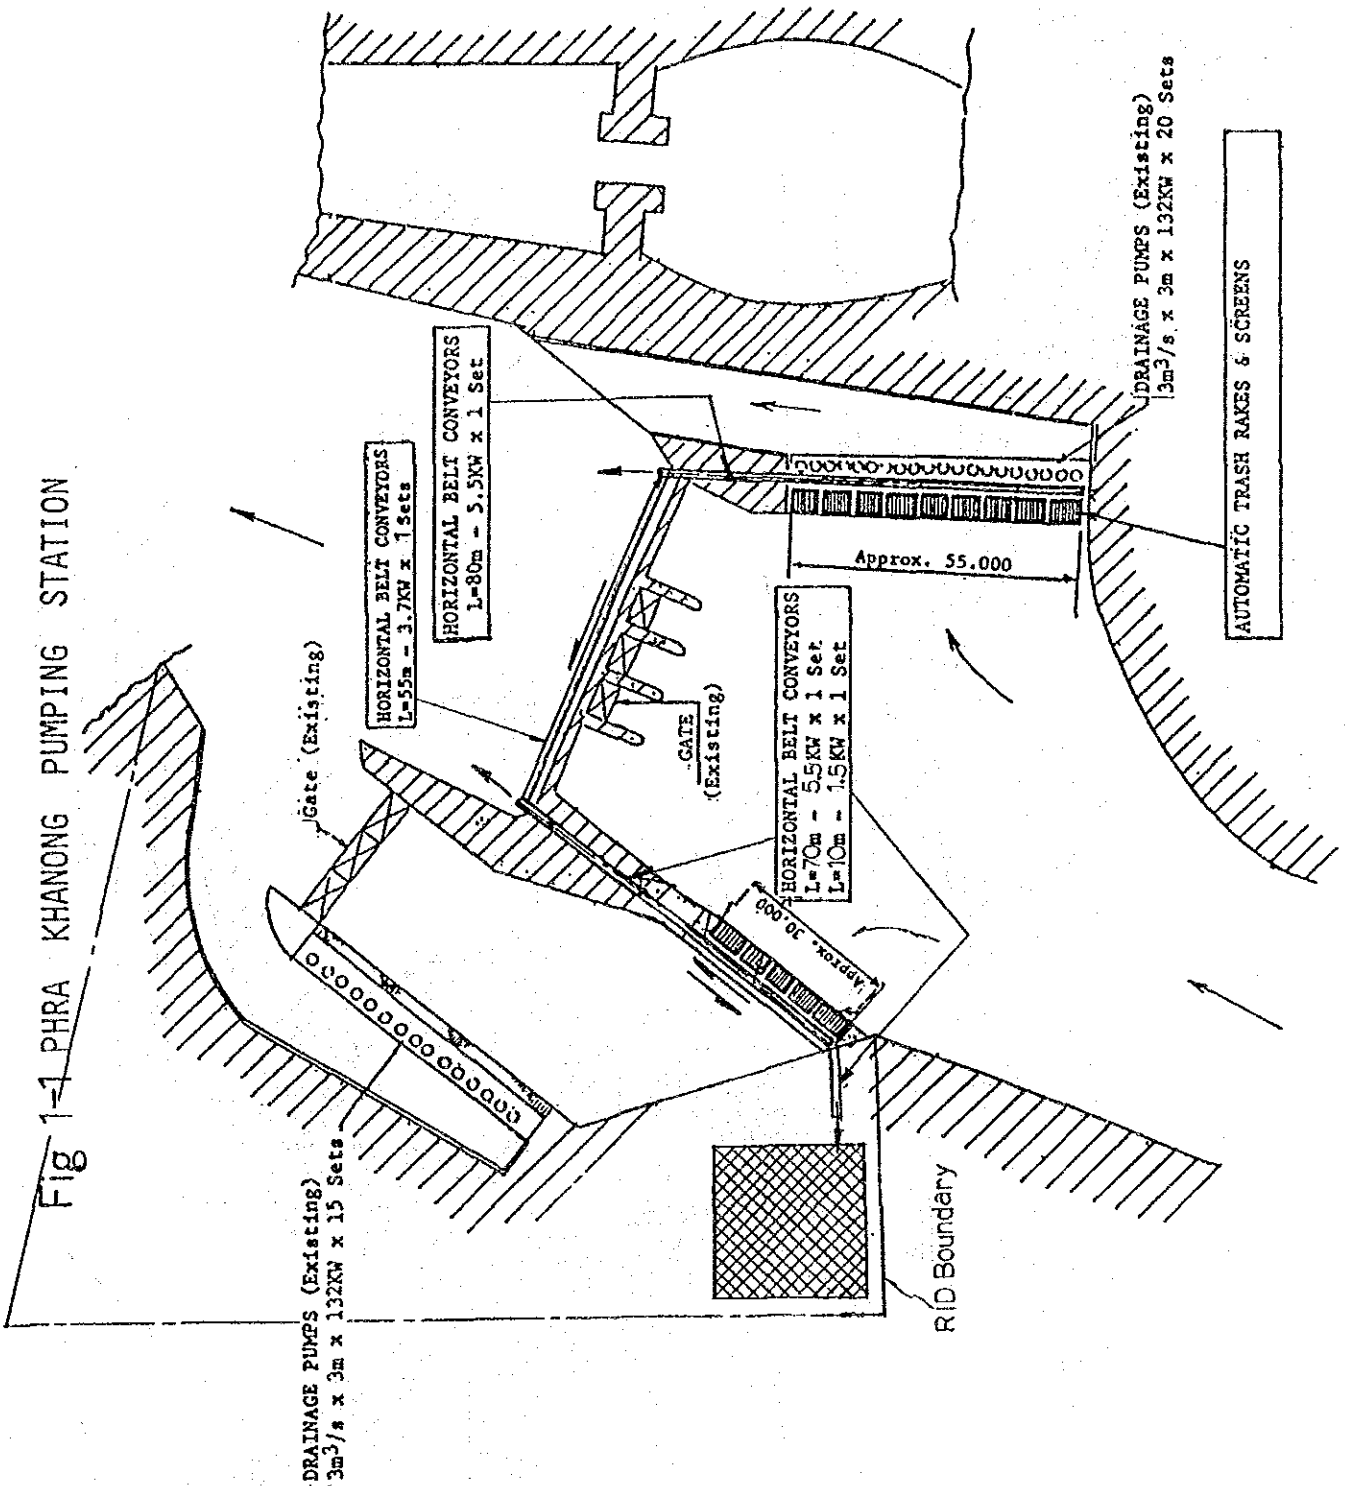 Fig 1-1 PHRA KHANONG PUMPING STATION
DRAINAGE PUMPS (Existing)
3m³/s x 3m x 132KW x 15 Sets
Gate (Existing)
HORIZONTAL BELT CONVEYORS
L=55m - 3.7KW x 1 Sets
HORIZONTAL BELT CONVEYORS
L=80m - 5.5KW x 1 Set
GATE
(Existing)
HORIZONTAL BELT CONVEYORS
L=70m - 5.5KW x 1 Set
L=10m - 1.5KW x 1 Set
Approx. 30.000
Approx. 55.000
DRAINAGE PUMPS (Existing)
3m³/s x 3m x 132KW x 20 Sets
AUTOMATIC TRASH RAKES & SCREENS
RID Boundary